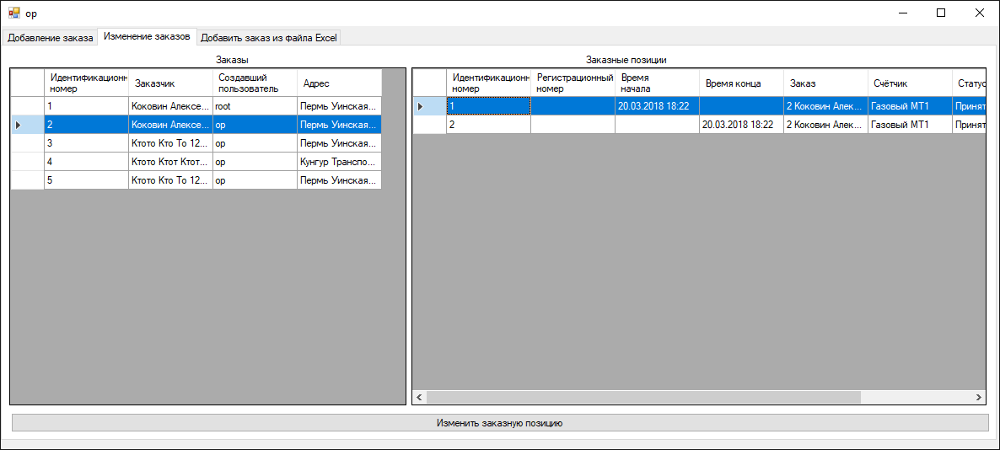 op
Добавление заказа Изменение заказов Добавить заказ из файла Excel
Заказы Заказные позиции
Идентификационн номер Заказчик Создавший пользователь Адрес
1 Коковин Алексе... root Пермь Уинская...
2 Коковин Алексе... op Пермь Уинская...
3 Ктото Кто То 12... op Пермь Уинская...
4 Ктото Ктот Ктот... op Кунгур Транспо...
5 Ктото Кто То 12... op Пермь Уинская...
Идентификационн номер Регистрационный номер Время начала Время конца Заказ Счётчик Статус
1 20.03.2018 18:22 2 Коковин Алек... Газовый МТ1 Принят
2 20.03.2018 18:22 2 Коковин Алек... Газовый МТ1 Принят
Изменить заказную позицию